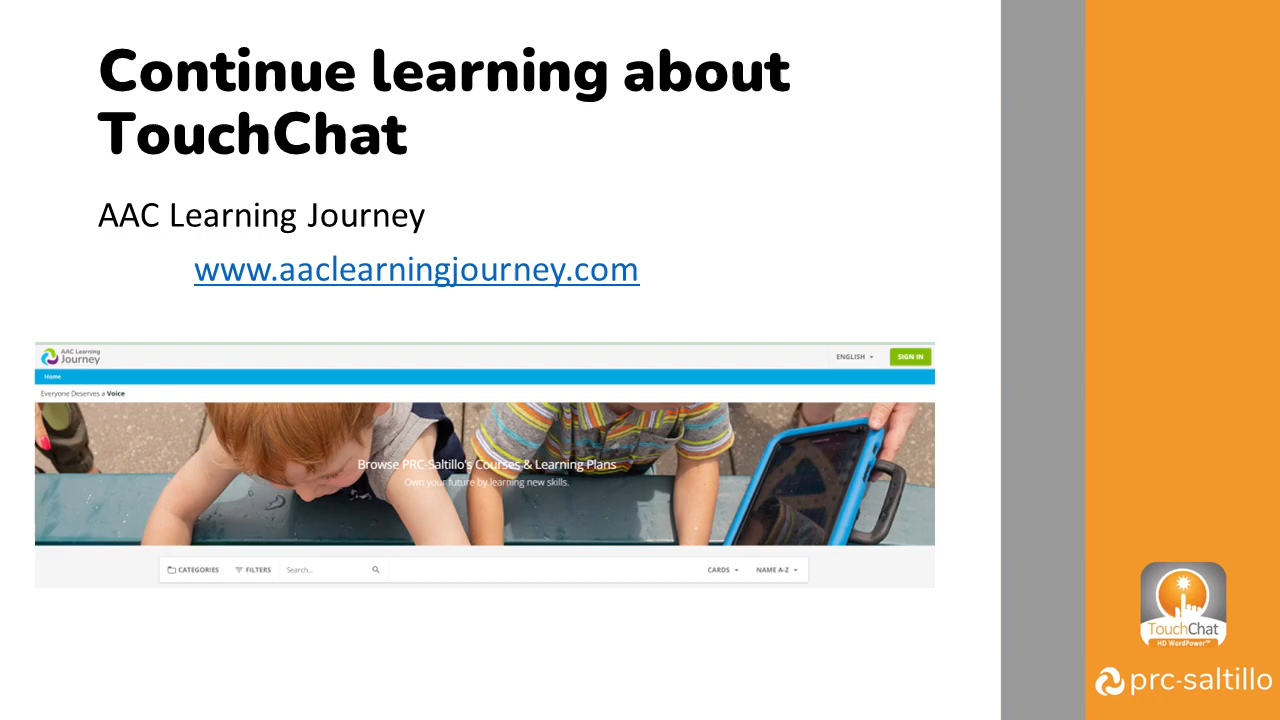 Continue learning about
TouchChat
AAC Learning Journey
www.aaclearningjourney.com
AAC Learning
Journey
ENGLISH
SIGN IN
Home
Everyone Deserves a Voice
Browse PRC-Saltillo's Courses & Learning Plans
Own your future by learning new skills.
CATEGORIES
FILTERS
Search...
CARDS
NAME A-Z
TouchChat
HD WordPower™
prc-saltillo